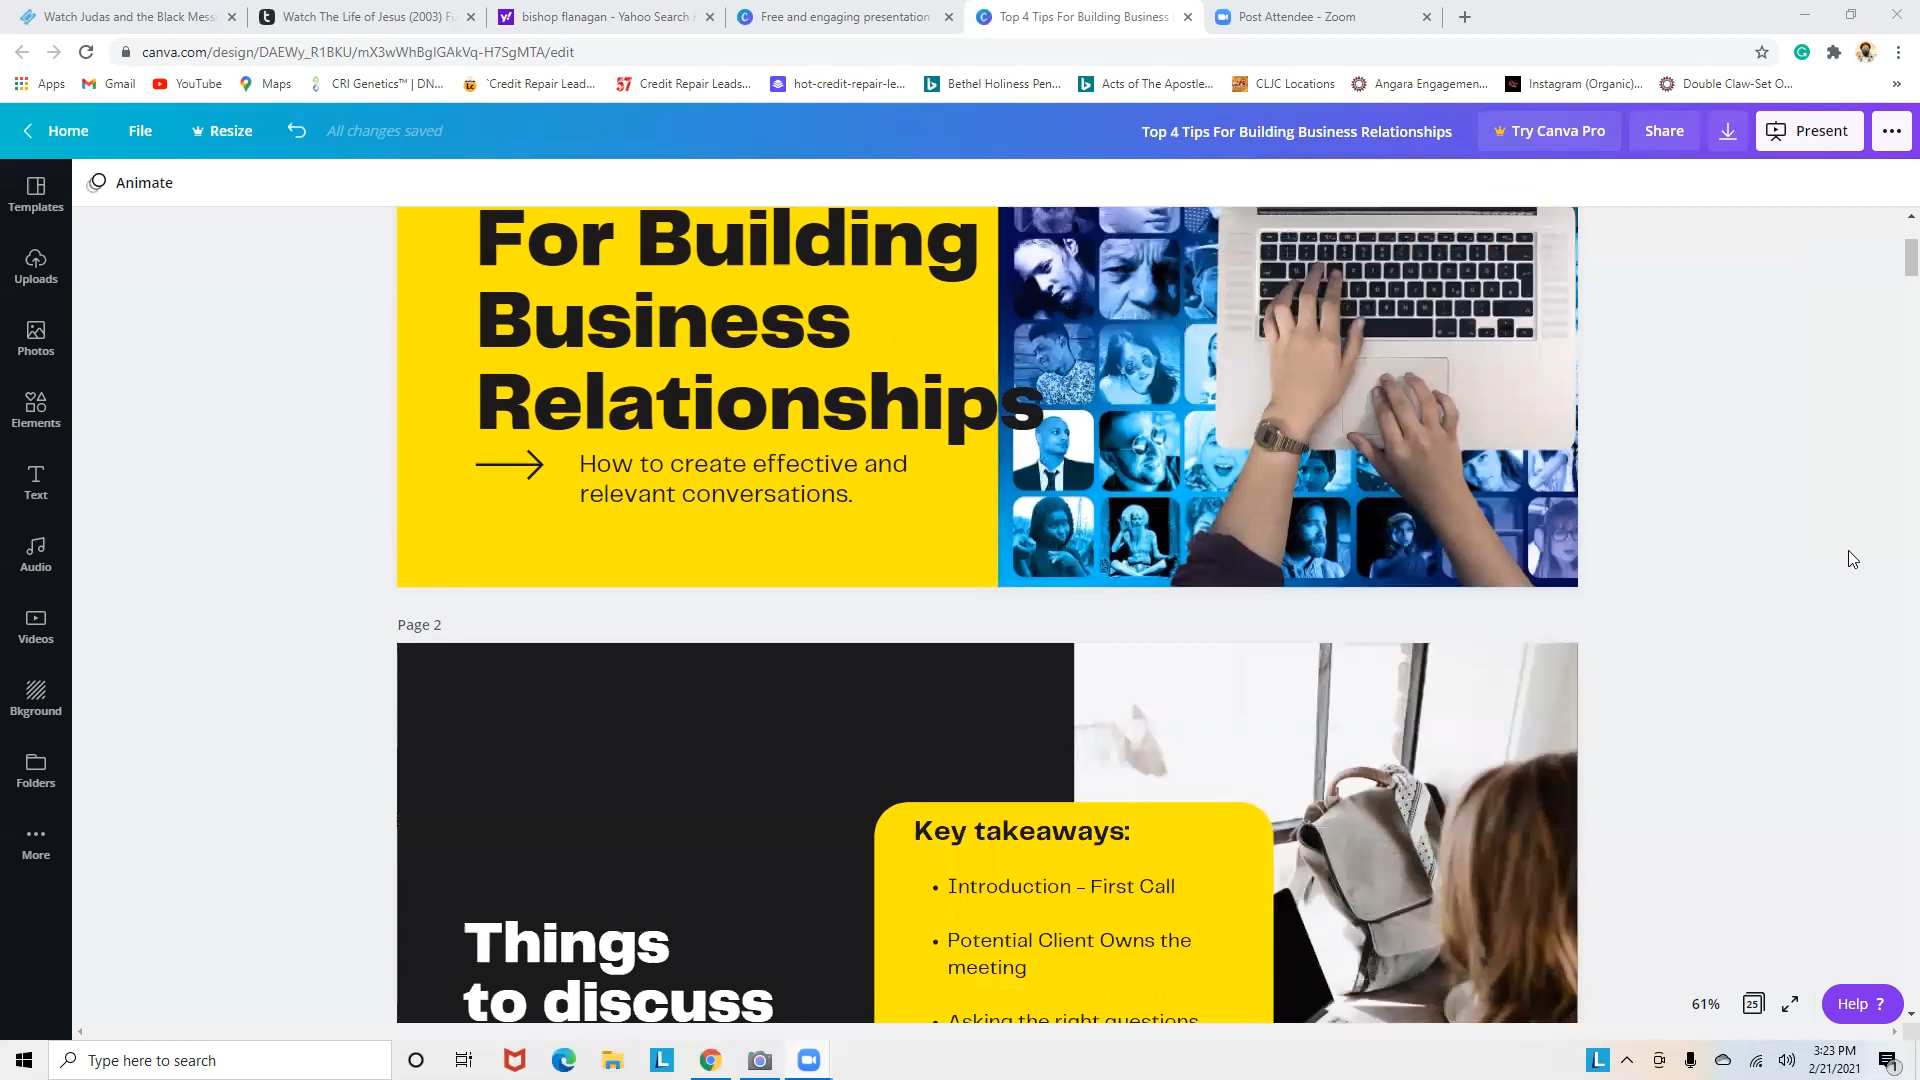 Watch Judas and the Black Mess
Watch The Life of Jesus (2003) F
bishop flanagan - Yahoo Search
Free and engaging presentation
Top 4 Tips For Building Business
Post Attendee - Zoom
canva.com/design/DAEWy_R1BKU/mX3wWhBglGAkVq-H7SgMTA/edit
Apps
Gmail
YouTube
Maps
CRI Genetics™ | DN...
`Credit Repair Lead...
Credit Repair Leads...
hot-credit-repair-le...
Bethel Holiness Pen...
Acts of The Apostle...
CLJC Locations
Angara Engagemen...
Instagram (Organic)...
Double Claw-Set O...
»
Home
File
Resize
All changes saved
Top 4 Tips For Building Business Relationships
Try Canva Pro
Share
Present
Animate
Templates
Uploads
Photos
Elements
Text
Audio
Videos
Bkground
Folders
More
For Building
Business
Relationships
How to create effective and
relevant conversations.
Page 2
Things
to discuss
Key takeaways:
• Introduction - First Call
• Potential Client Owns the
meeting
• Asking the right questions
61%
25
Help ?
Type here to search
3:23 PM
2/21/2021
1